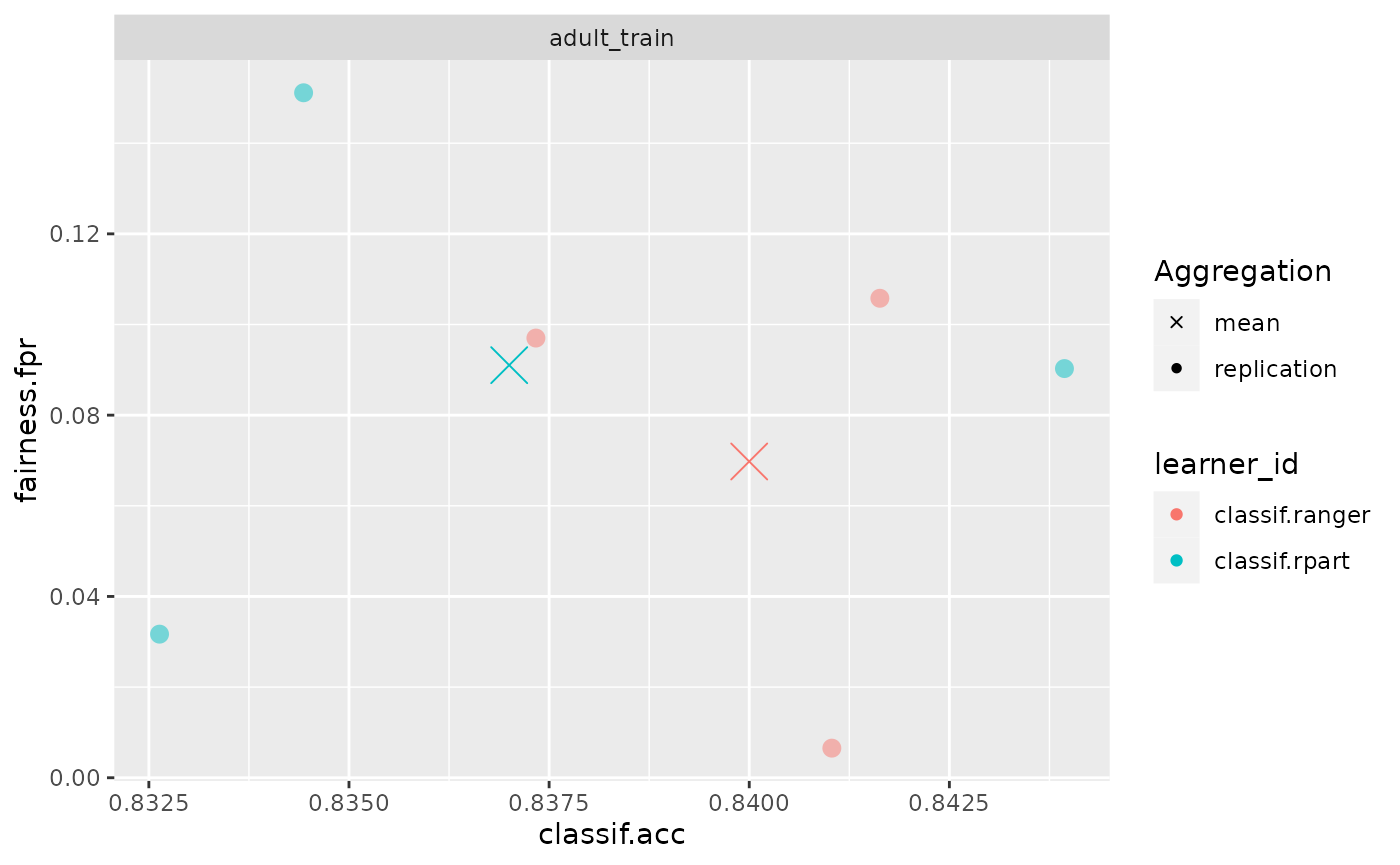 adult_train
0.12
0.08
0.04
0.00
fairness.fpr
0.8325 0.8350 0.8375 0.8400 0.8425
classif.acc
Aggregation
mean
replication
learner_id
classif.ranger
classif.rpart